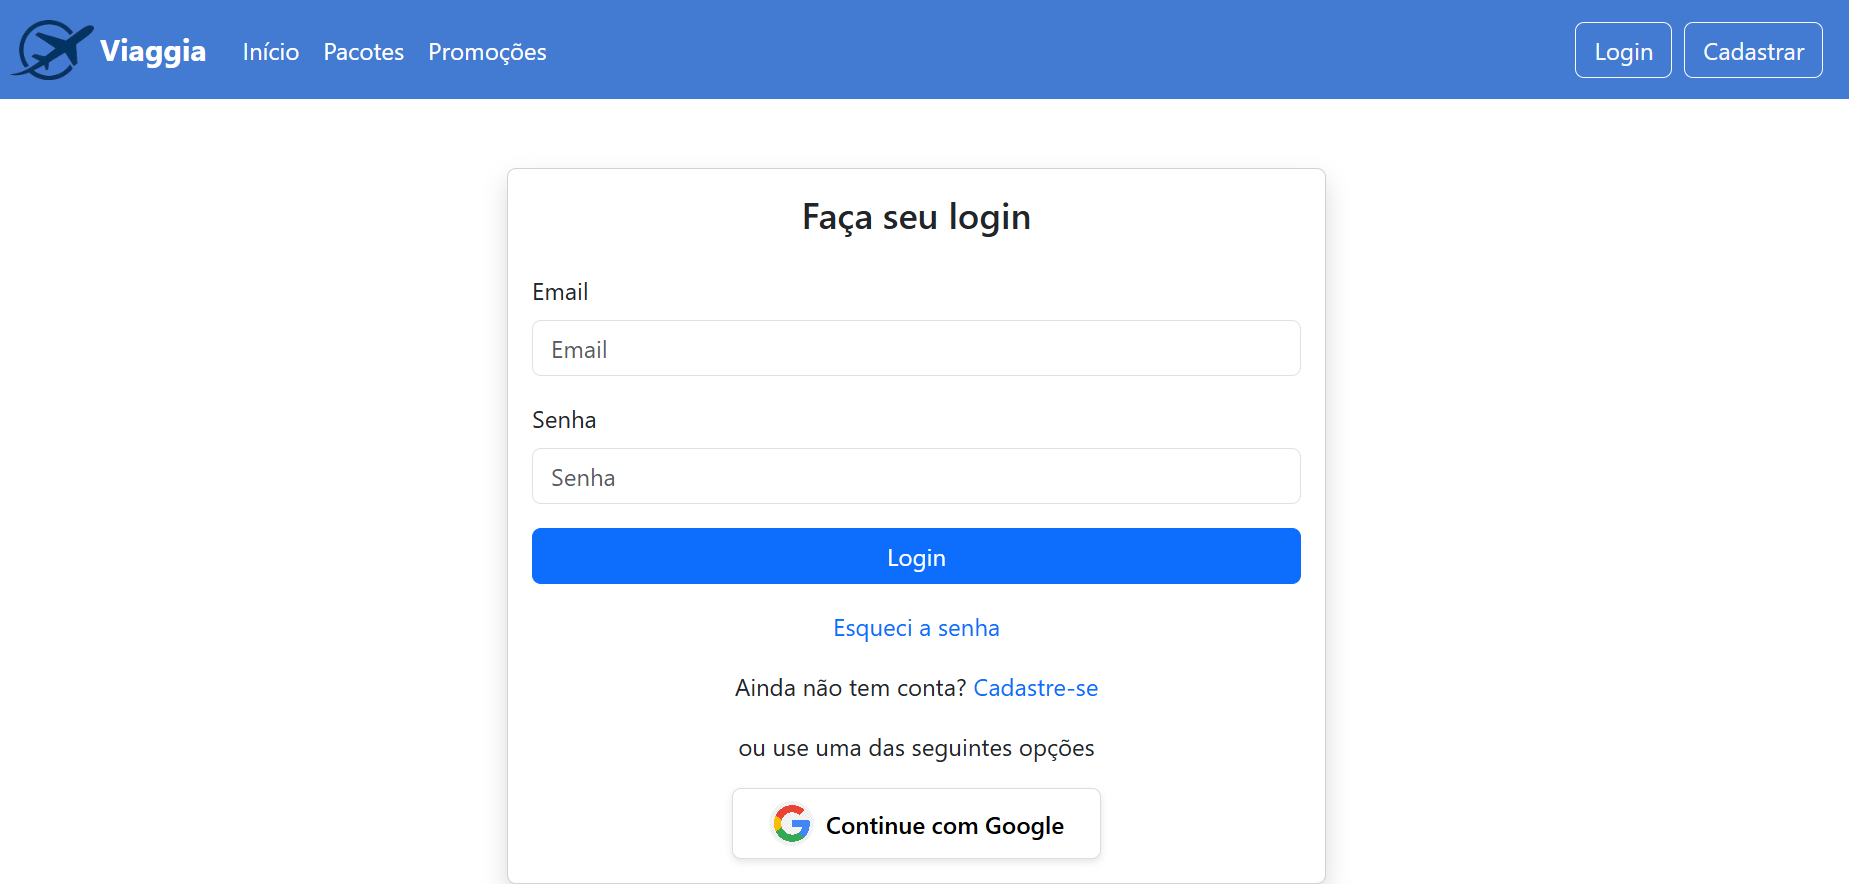 Viaggia Início Pacotes Promoções Login Cadastrar
Faça seu login
Email
Email
Senha
Senha
Login
Esqueci a senha
Ainda não tem conta? Cadastre-se
ou use uma das seguintes opções
Continue com Google